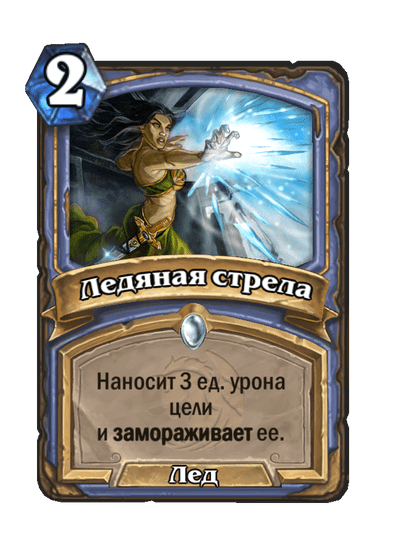 2
Ледяная стрела
Наносит 3 ед. урона
цели
и замораживает ее.
Лед